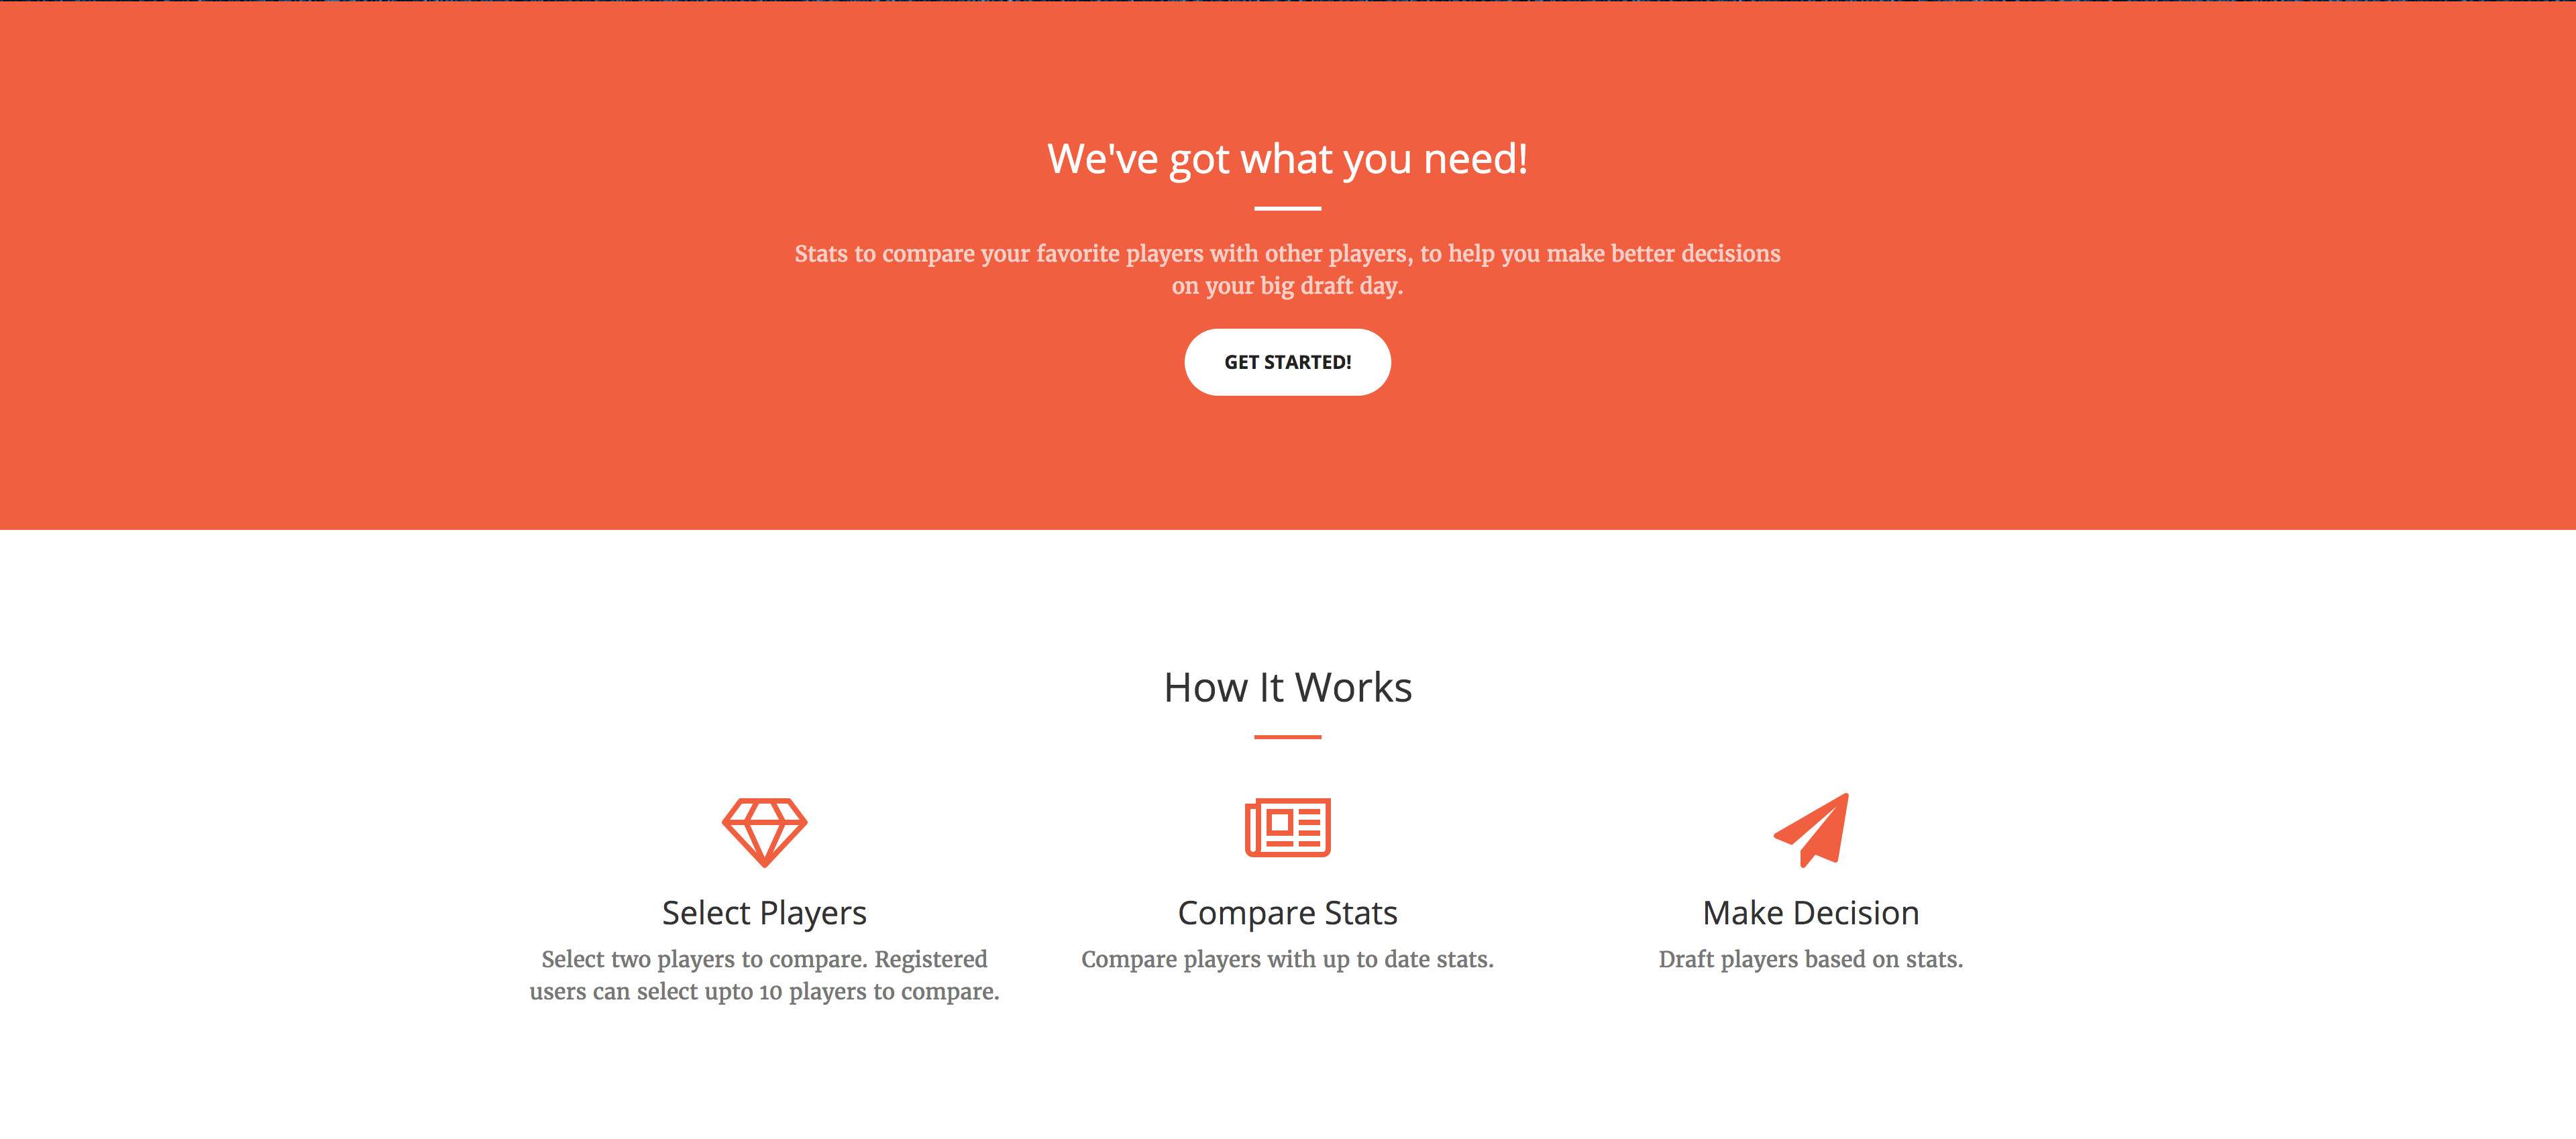 We've got what you need!
Stats to compare your favorite players with other players, to help you make better decisions
on your big draft day.
GET STARTED!
How It Works
Select Players
Select two players to compare. Registered
users can select upto 10 players to compare.
Compare Stats
Compare players with up to date stats.
Make Decision
Draft players based on stats.